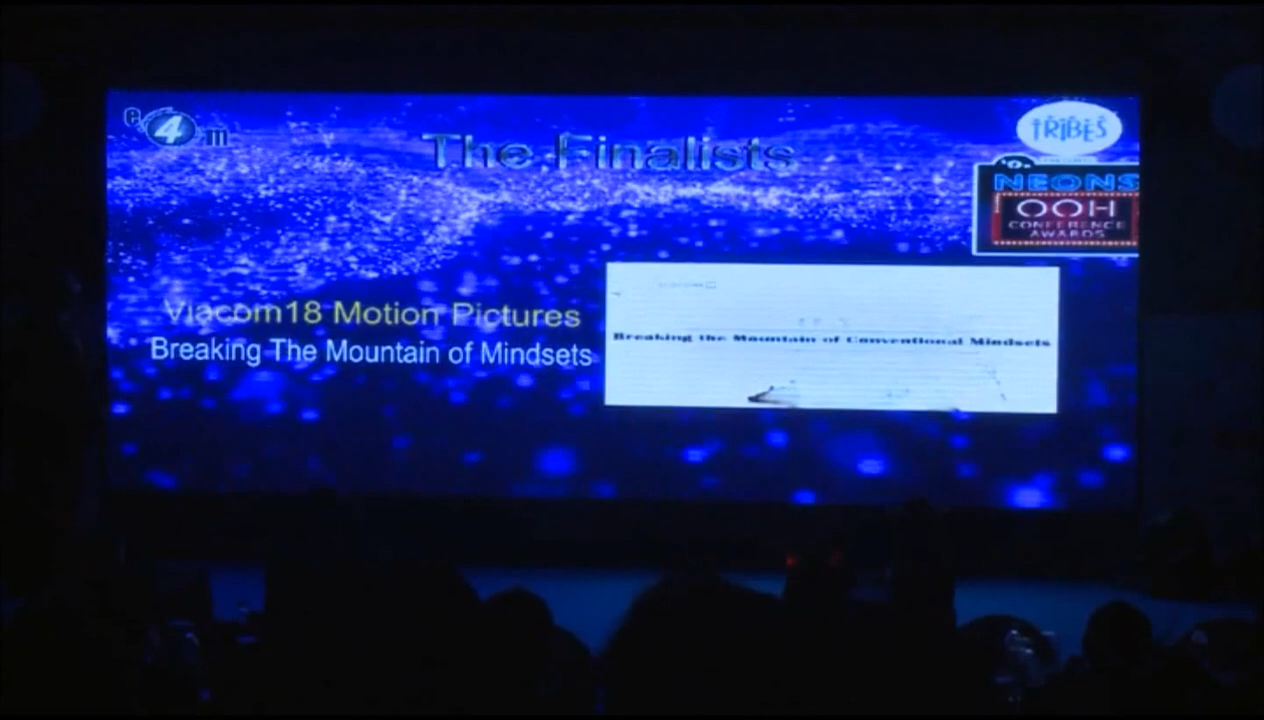 e4m
The Finalists
TRIBES
NEONS
OOH
CONFERENCE
AWARDS
Viacom18 Motion Pictures
Breaking The Mountain of Mindsets
Breaking the Mountain of Conventional Mindsets